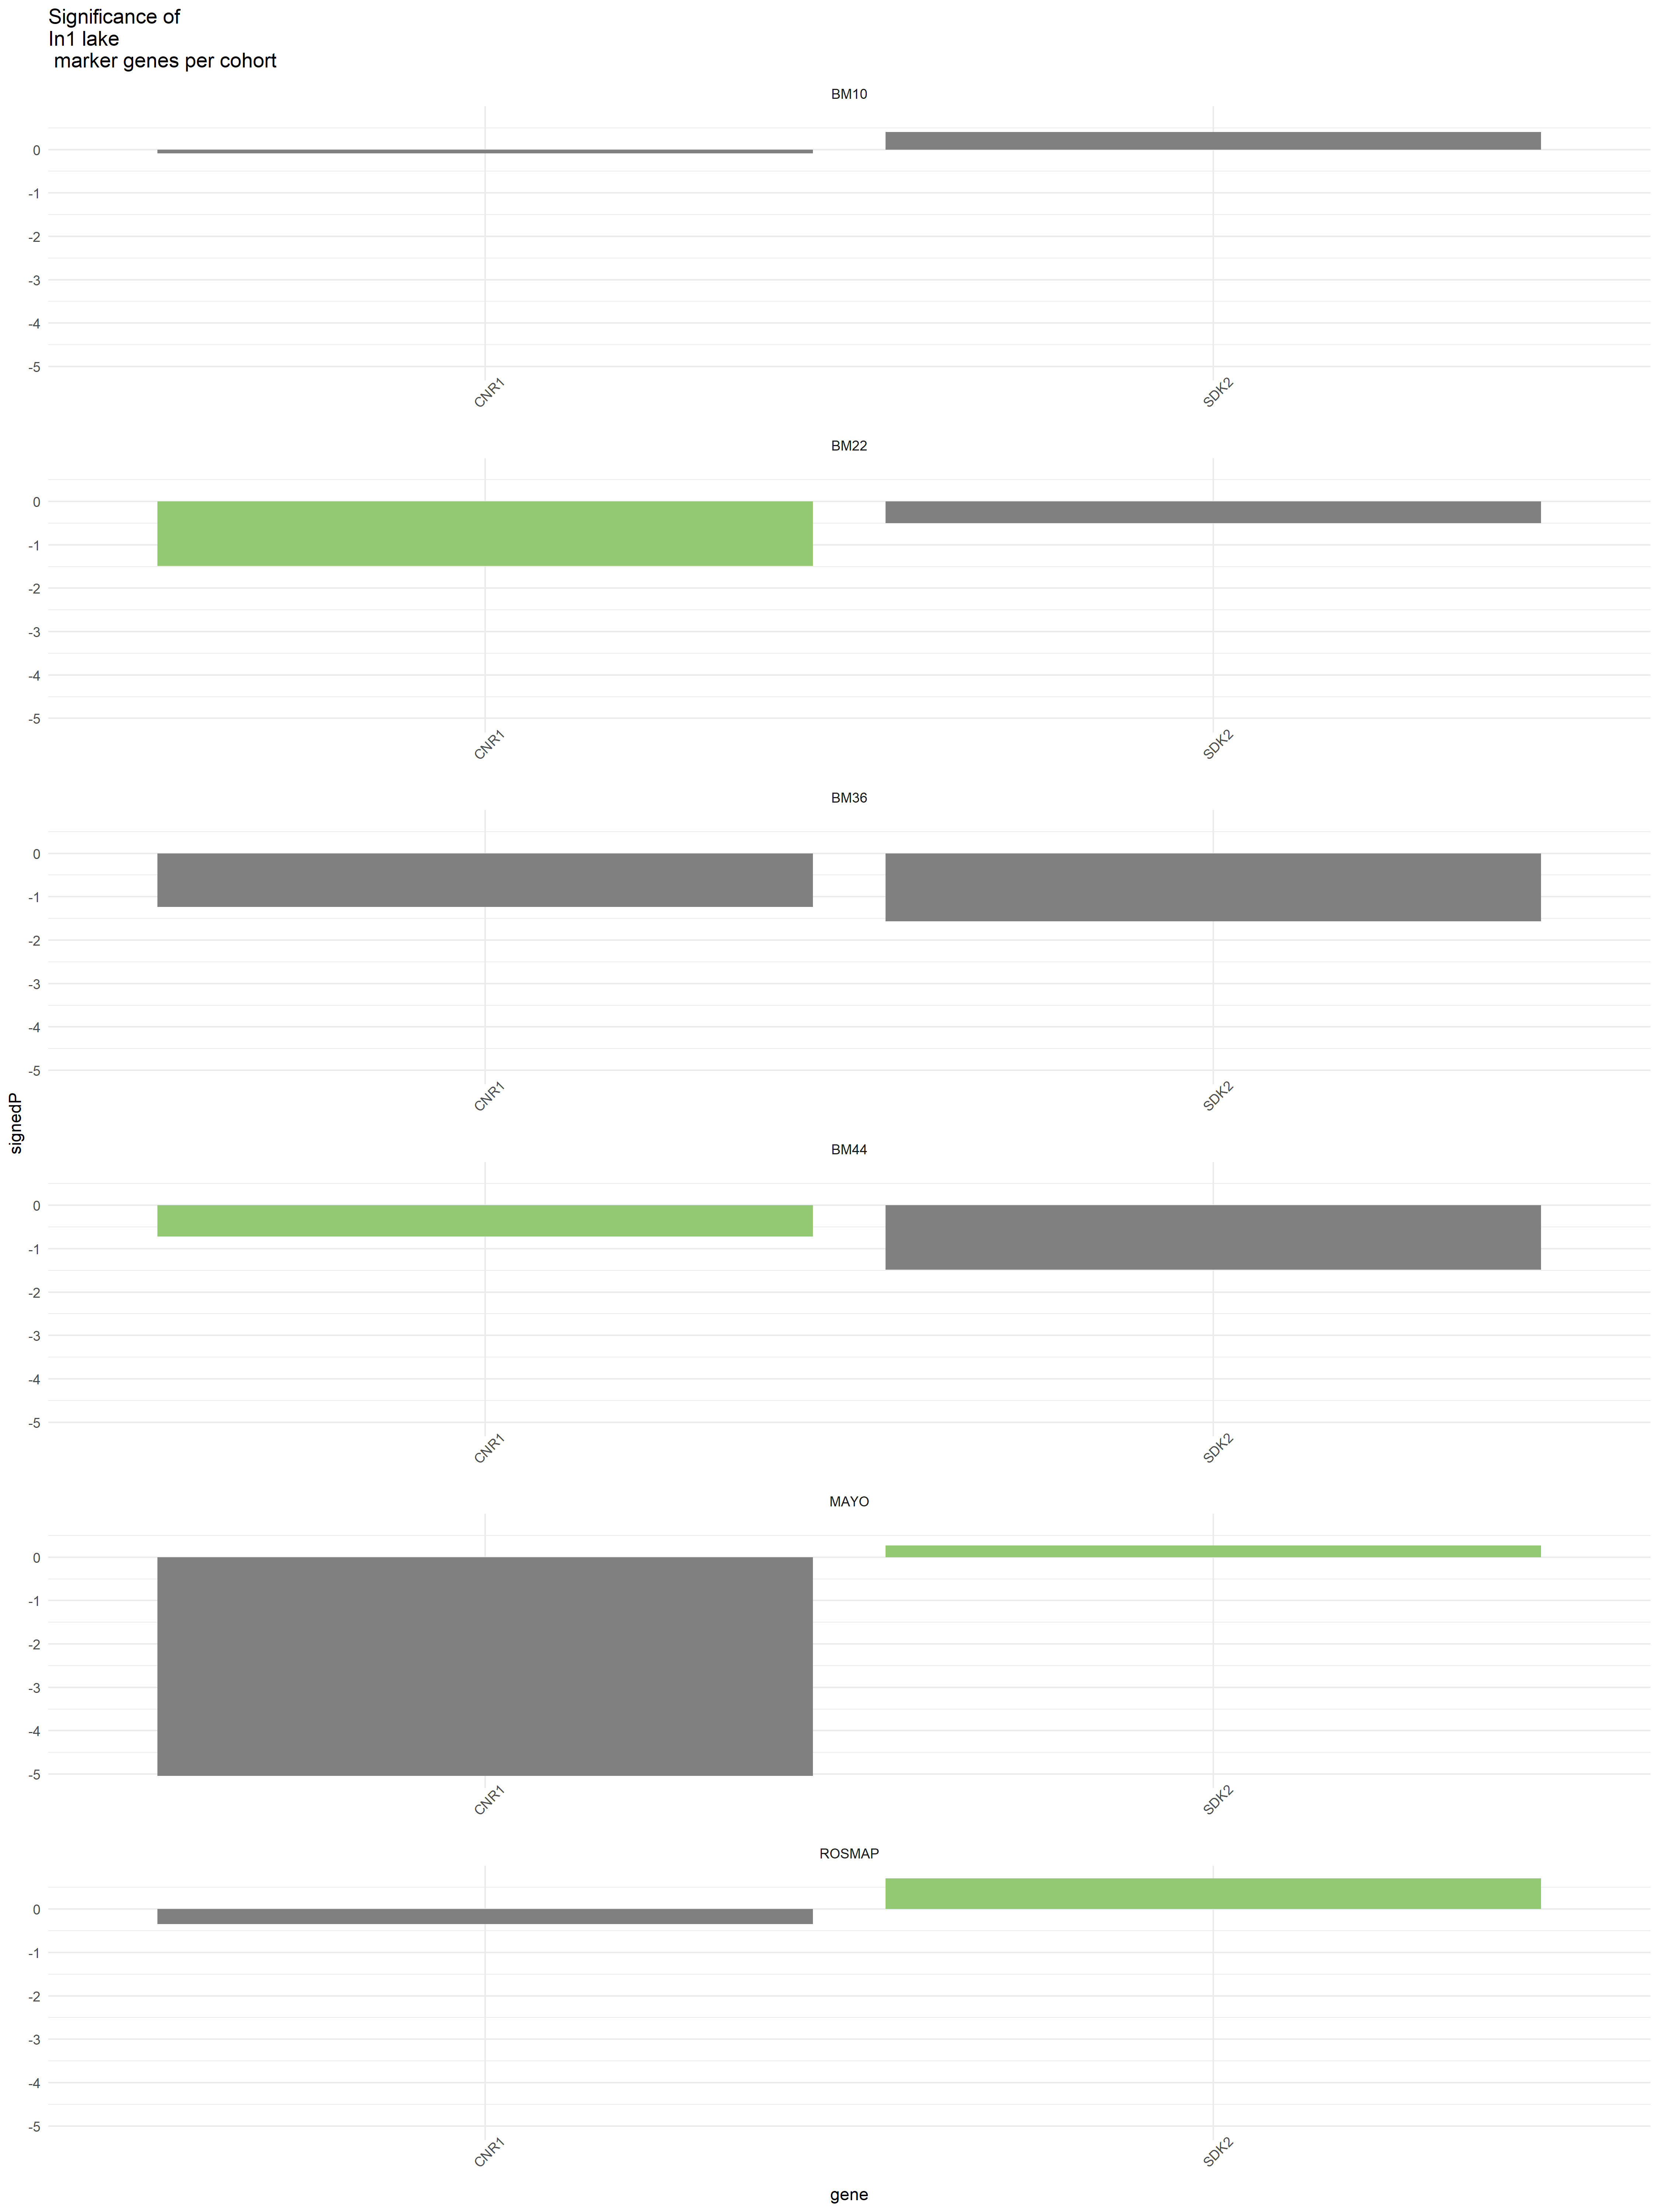 Significance of
In1 lake
marker genes per cohort
BM10
0
-1
-2
-3
-4
-5
CNR1
SDK2
BM22
0
-1
-2
-3
-4
-5
CNR1
SDK2
BM36
0
-1
-2
-3
-4
-5
CNR1
SDK2
signedP
BM44
0
-1
-2
-3
-4
-5
CNR1
SDK2
MAYO
0
-1
-2
-3
-4
-5
CNR1
SDK2
ROSMAP
0
-1
-2
-3
-4
-5
CNR1
SDK2
gene